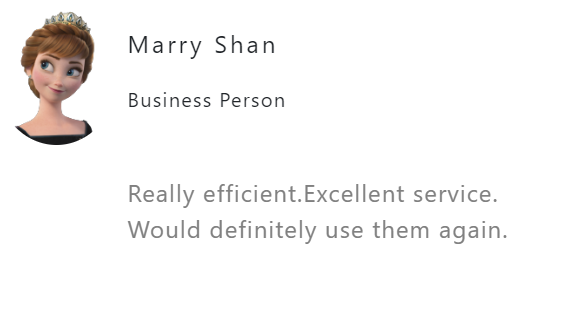 Marry Shan
Business Person
Really efficient.Excellent service.
Would definitely use them again.